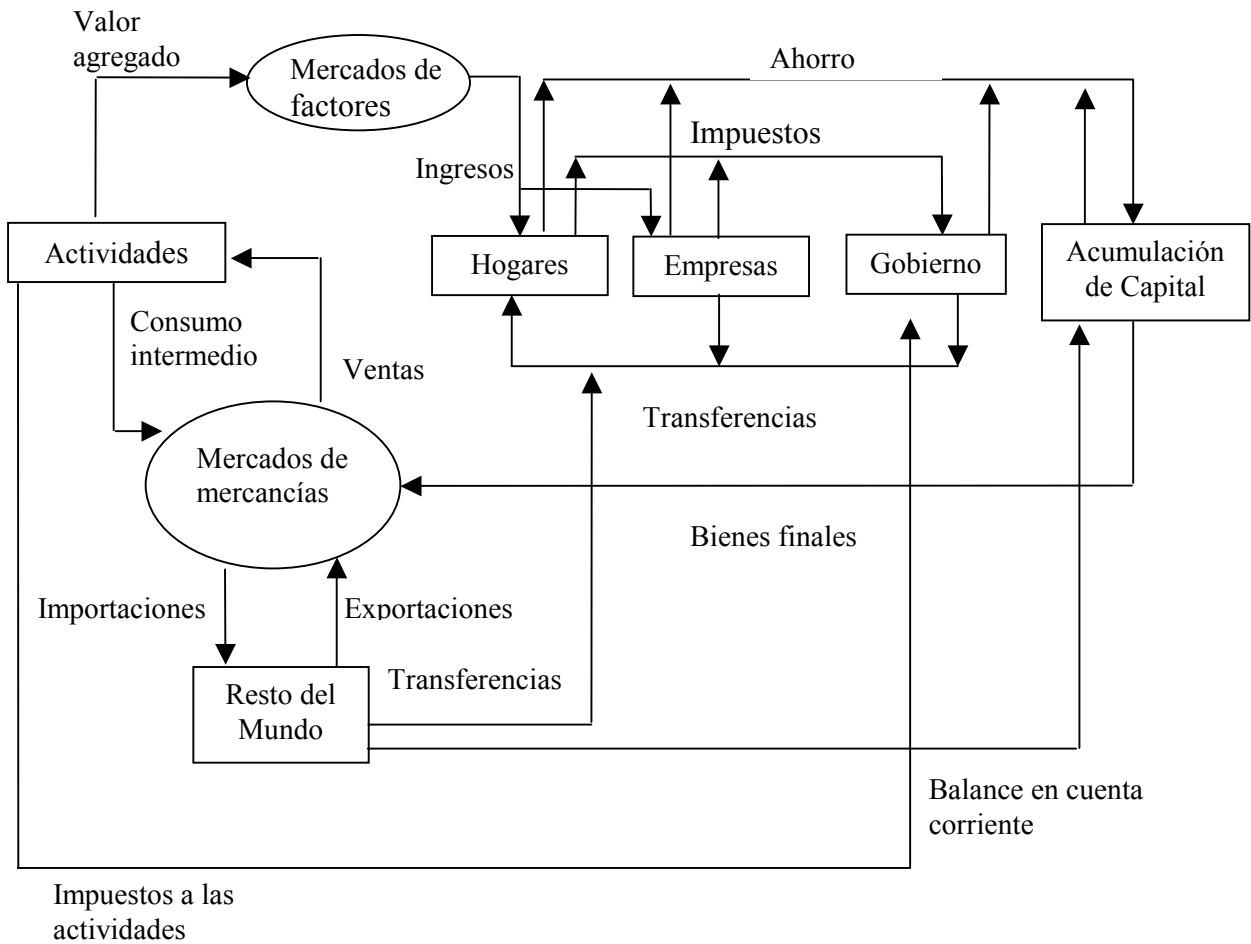 Valor
agregado
Mercados de
factores
Ahorro
Impuestos
Ingresos
Actividades
Hogares
Empresas
Gobierno
Acumulación
de Capital
Consumo
intermedio
Ventas
Transferencias
Mercados de
mercancías
Bienes finales
Importaciones
Exportaciones
Transferencias
Resto del
Mundo
Balance en cuenta
corriente
Impuestos a las
actividades